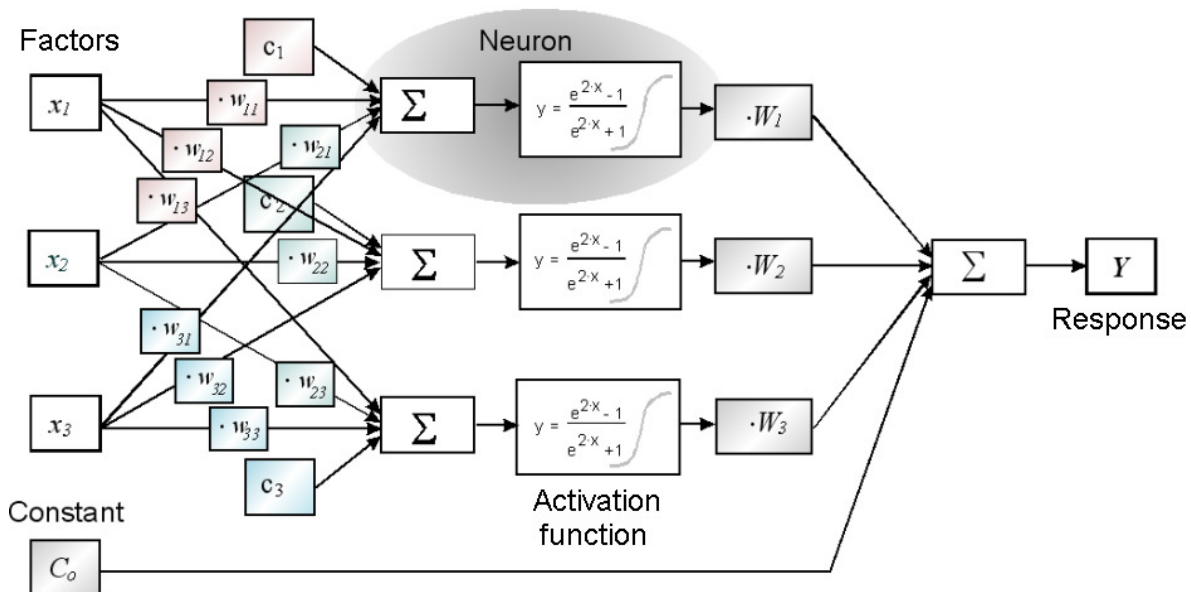 Factors
Neuron
c1
x1
· w11
Σ
y = e^2·x - 1 / e^2·x + 1
·W1
· w12
· w21
· w13
c2
x2
· w22
Σ
y = e^2·x - 1 / e^2·x + 1
·W2
Σ
Y
Response
· w31
· w32
· w23
x3
· w33
Σ
y = e^2·x - 1 / e^2·x + 1
·W3
c3
Activation
function
Constant
Co